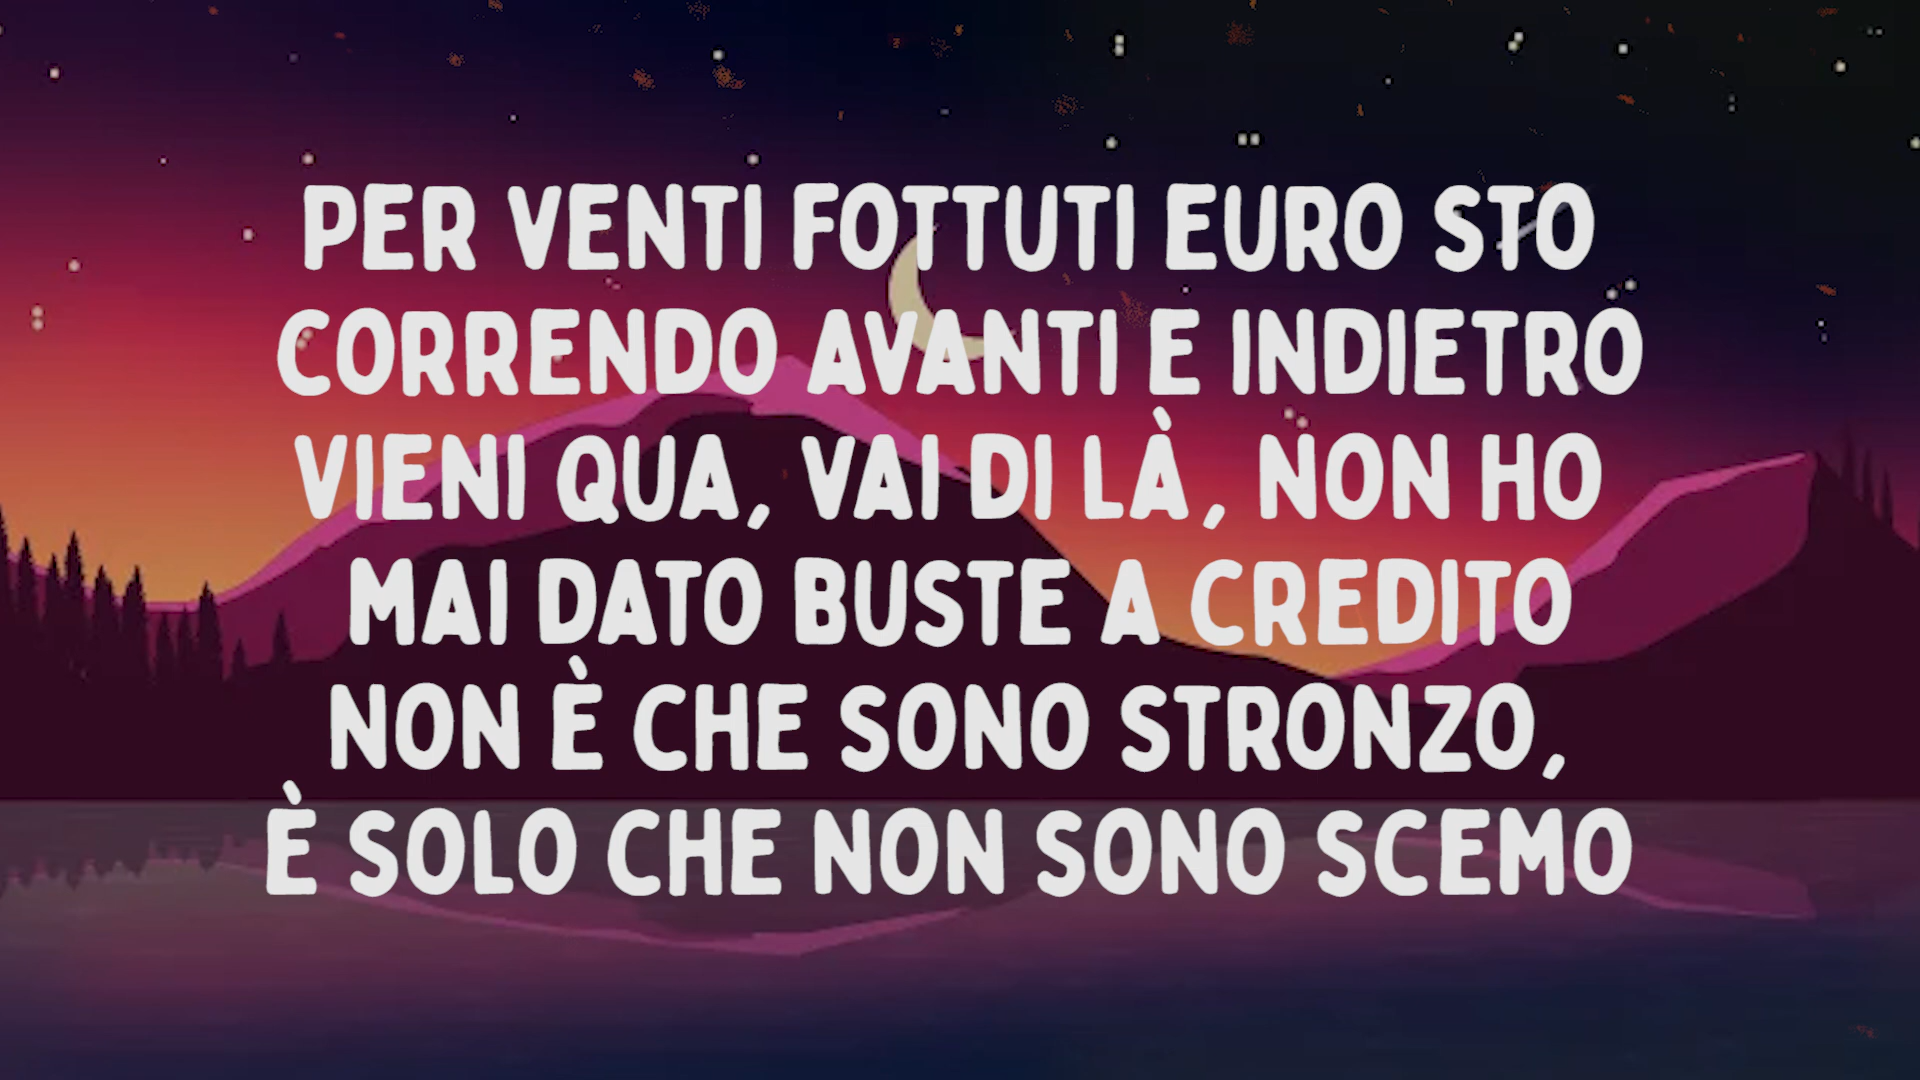 PER VENTI FOTTUTI EURO STO
CORRENDO AVANTI E INDIETRO
VIENI QUA, VAI DI LÀ, NON HO
MAI DATO BUSTE A CREDITO
NON È CHE SONO STRONZO,
È SOLO CHE NON SONO SCEMO